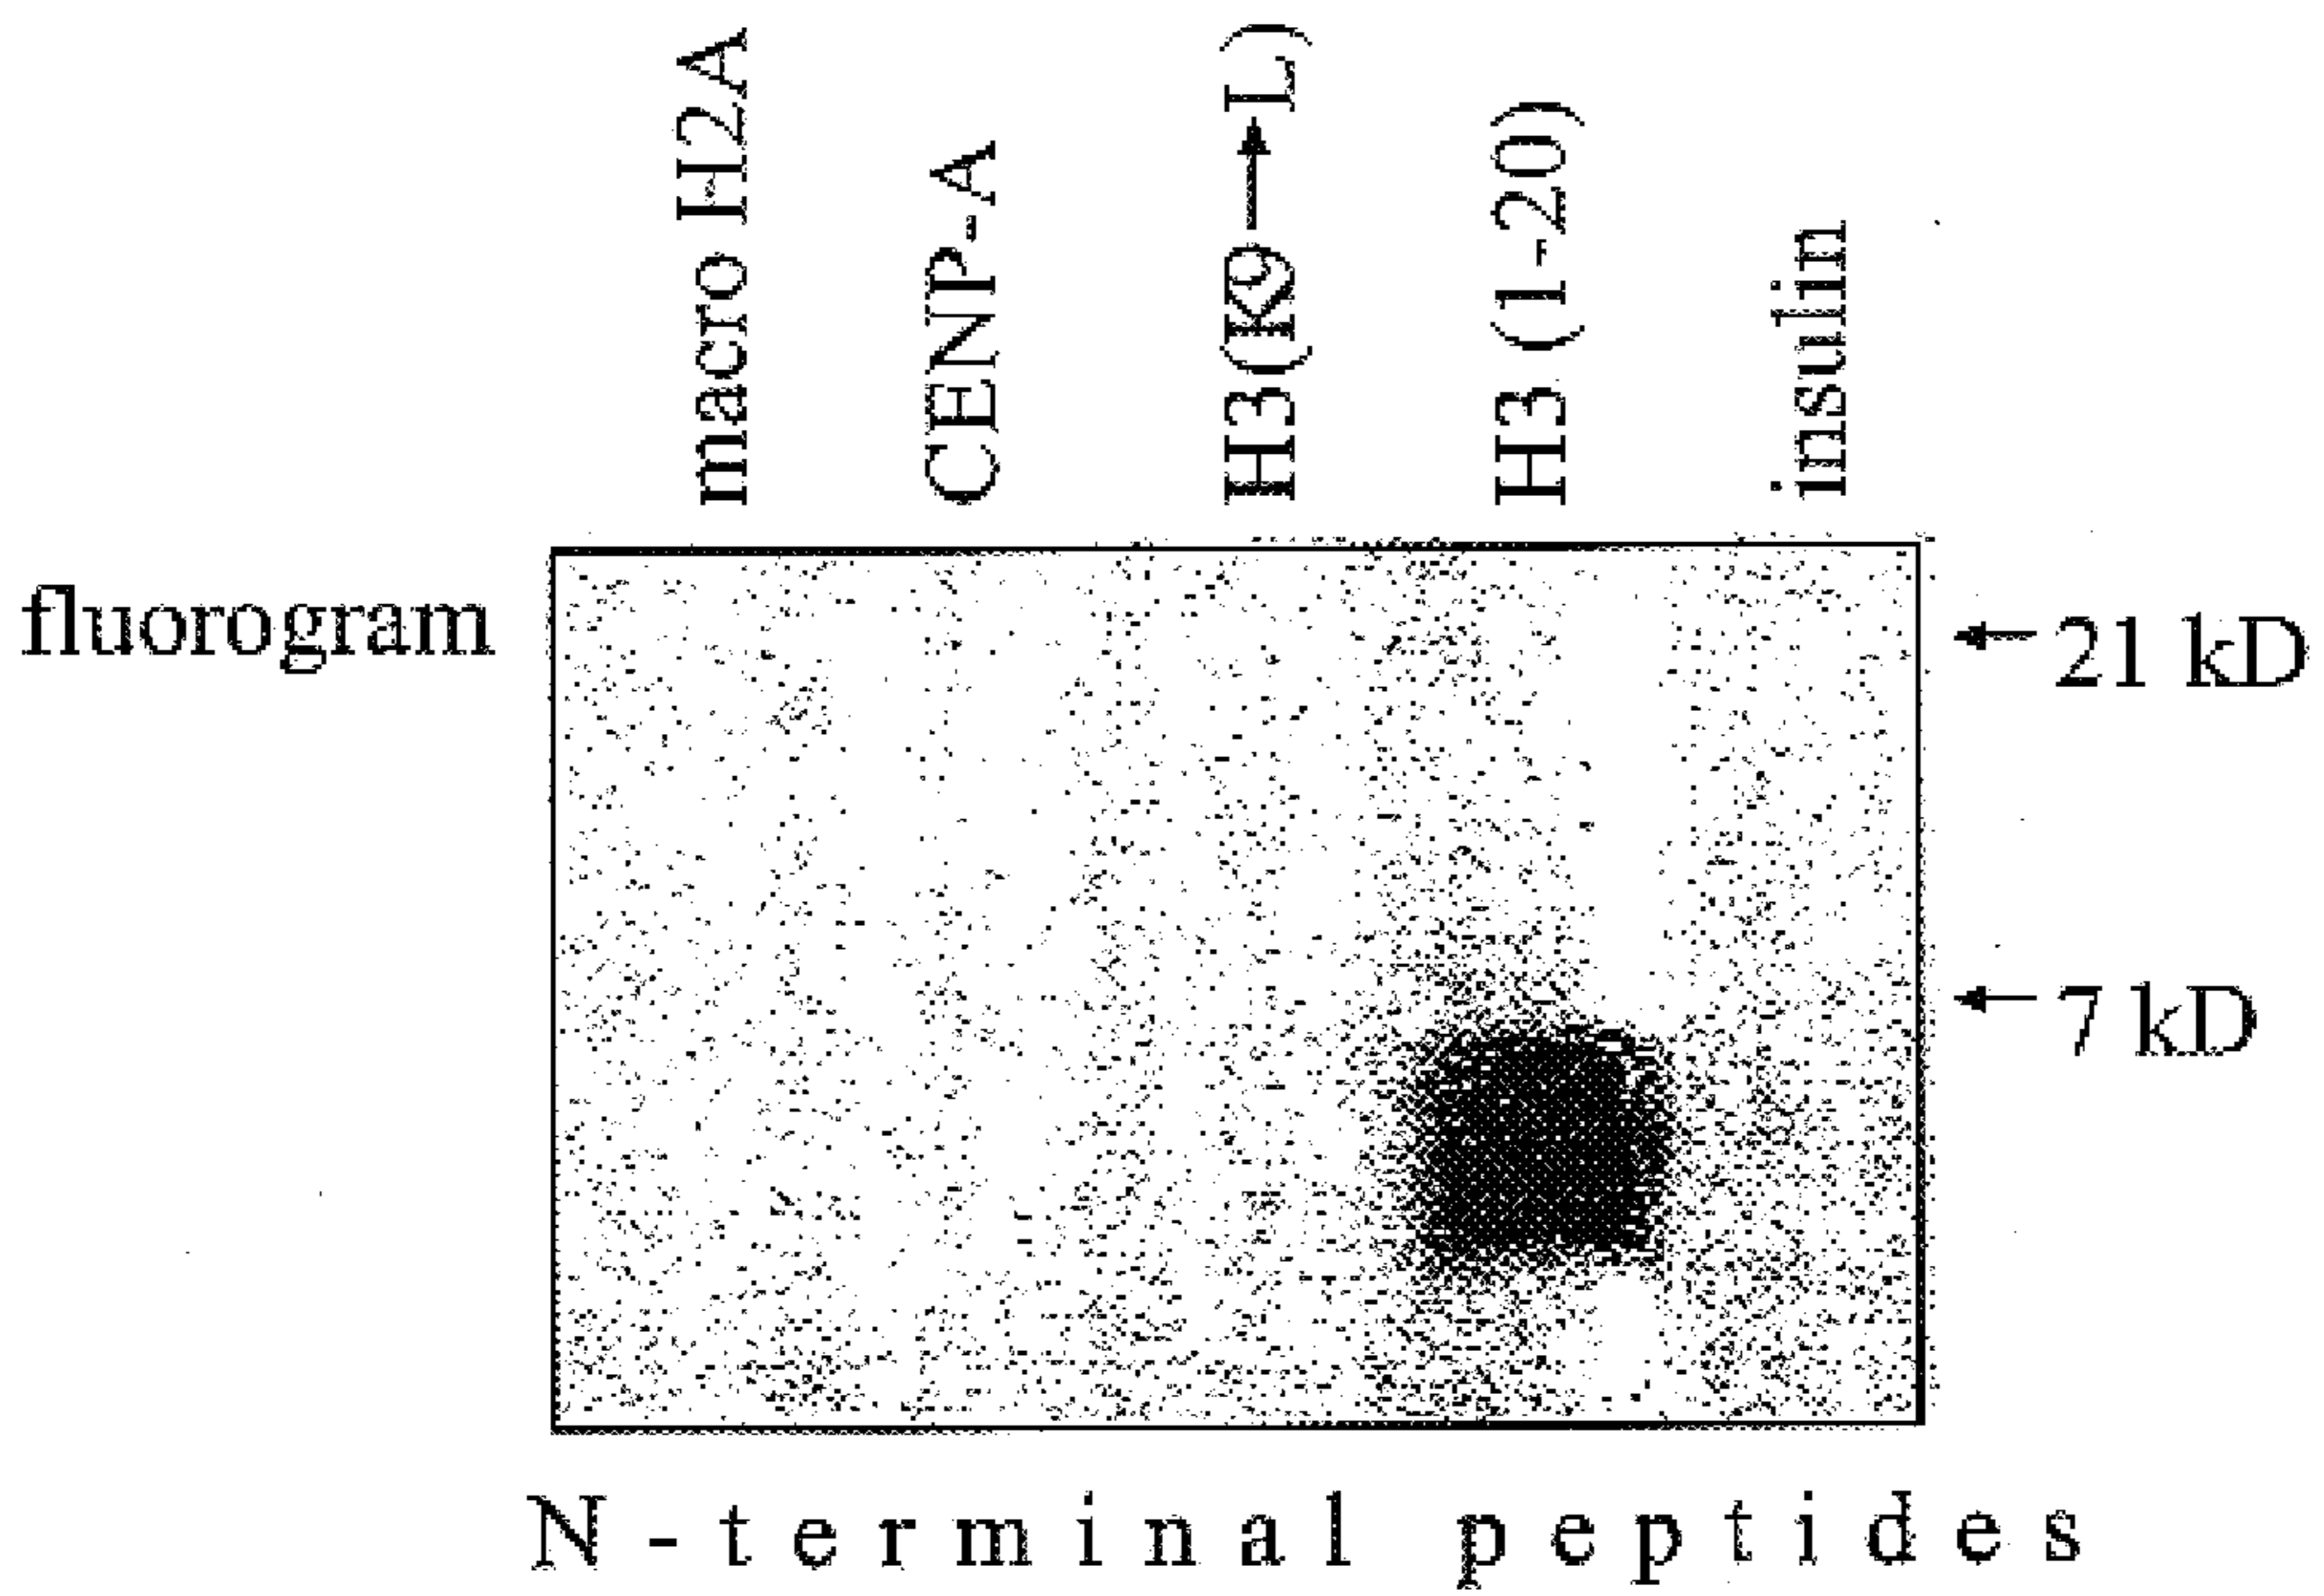 macro H2A
CENP-A
H3(K9→L)
H3 (1-20)
insulin
fluorogram
21 kD
7 kD
N-terminal peptides